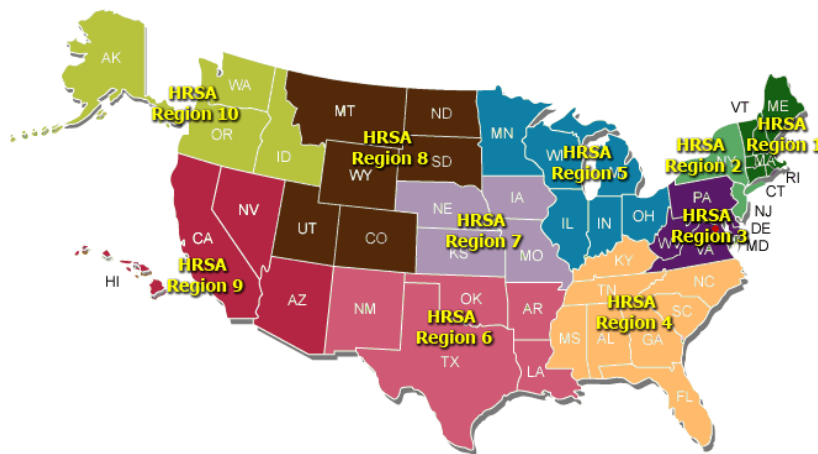 AK
WA
HRSA
Region 10
OR
ID
MT
ND
HRSA
Region 8
SD
WY
UT
CO
MN
WI
HRSA
Region 5
IL
IN
OH
VT
ME
HRSA
Region 1
MA
RI
CT
HRSA
Region 2
NY
NJ
DE
MD
PA
HRSA
Region 3
WV
VA
NE
IA
HRSA
Region 7
KS
MO
NV
CA
HRSA
Region 9
HI
AZ
NM
OK
AR
HRSA
Region 6
TX
LA
KY
NC
TN
HRSA
Region 4
SC
MS
AL
GA
FL